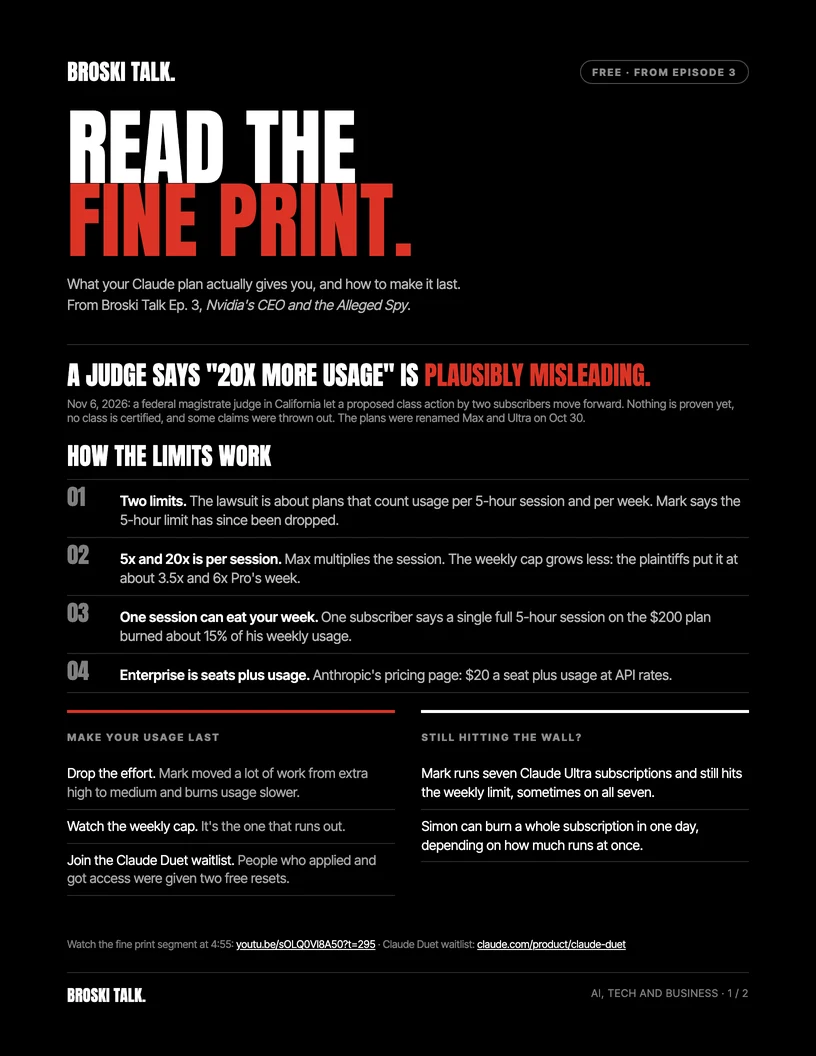 BROSKI TALK.
FREE · FROM EPISODE 3
READ THE
FINE PRINT.
What your Claude plan actually gives you, and how to make it last.
From Broski Talk Ep. 3, Nvidia's CEO and the Alleged Spy.
A JUDGE SAYS "20X MORE USAGE" IS PLAUSIBLY MISLEADING.
Nov 6, 2026: a federal magistrate judge in California let a proposed class action by two subscribers move forward. Nothing is proven yet,
no class is certified, and some claims were thrown out. The plans were renamed Max and Ultra on Oct 30.
HOW THE LIMITS WORK
01
Two limits. The lawsuit is about plans that count usage per 5-hour session and per week. Mark says the
5-hour limit has since been dropped.
02
5x and 20x is per session. Max multiplies the session. The weekly cap grows less: the plaintiffs put it at
about 3.5x and 6x Pro's week.
03
One session can eat your week. One subscriber says a single full 5-hour session on the $200 plan
burned about 15% of his weekly usage.
04
Enterprise is seats plus usage. Anthropic's pricing page: $20 a seat plus usage at API rates.
MAKE YOUR USAGE LAST
Drop the effort. Mark moved a lot of work from extra
high to medium and burns usage slower.
Watch the weekly cap. It's the one that runs out.
Join the Claude Duet waitlist. People who applied and
got access were given two free resets.
STILL HITTING THE WALL?
Mark runs seven Claude Ultra subscriptions and still hits
the weekly limit, sometimes on all seven.
Simon can burn a whole subscription in one day,
depending on how much runs at once.
Watch the fine print segment at 4:55: youtu.be/sOLQ0Vl8A50?t=295 · Claude Duet waitlist: claude.com/product/claude-duet
BROSKI TALK.
AI, TECH AND BUSINESS · 1 / 2